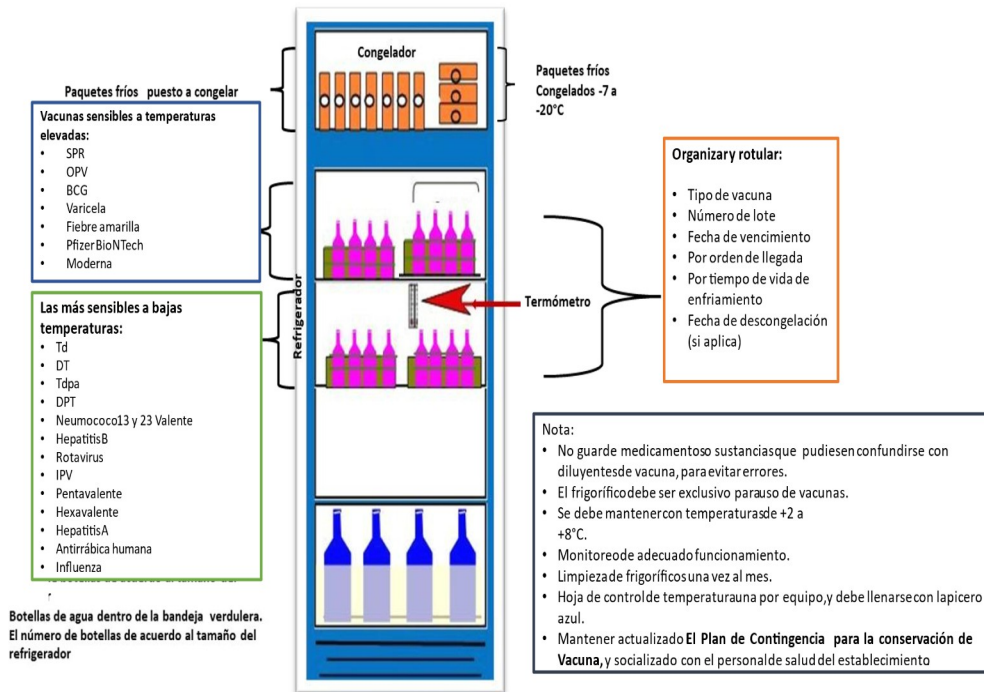 Congelador
Paquetes fríos puesto a congelar
Paquetes fríos
Congelados -7 a
-20°C
Vacunas sensibles a temperaturas
elevadas:
• SPR
• OPV
• BCG
• Varicela
• Fiebre amarilla
• Pfizer BioNTech
• Moderna
Refrigerador
Las más sensibles a bajas
temperaturas:
• Td
• DT
• Tdpa
• DPT
• Neumococo13 y 23 Valente
• Hepatitis B
• Rotavirus
• IPV
• Pentavalente
• Hexavalente
• Hepatitis A
• Antirrábica humana
• Influenza
r
Botellas de agua dentro de la bandeja verdulera.
El número de botellas de acuerdo al tamaño del
refrigerador
Termómetro
Organizar y rotular:
• Tipo de vacuna
• Número de lote
• Fecha de vencimiento
• Por orden de llegada
• Por tiempo de vida de
enfriamiento
• Fecha de descongelación
(si aplica)
Nota:
• No guarde medicamentos o sustancias que pudiesen confundirse con
diluyentes de vacuna, para evitar errores.
• El frigorífico debe ser exclusivo para uso de vacunas.
• Se debe mantener con temperaturas de +2 a
+8°C.
• Monitoreo de adecuado funcionamiento.
• Limpieza de frigoríficos una vez al mes.
• Hoja de control de temperatura una por equipo, y debe llenarse con lapicero
azul.
• Mantener actualizado El Plan de Contingencia para la conservación de
Vacuna, y socializado con el personal de salud del establecimiento